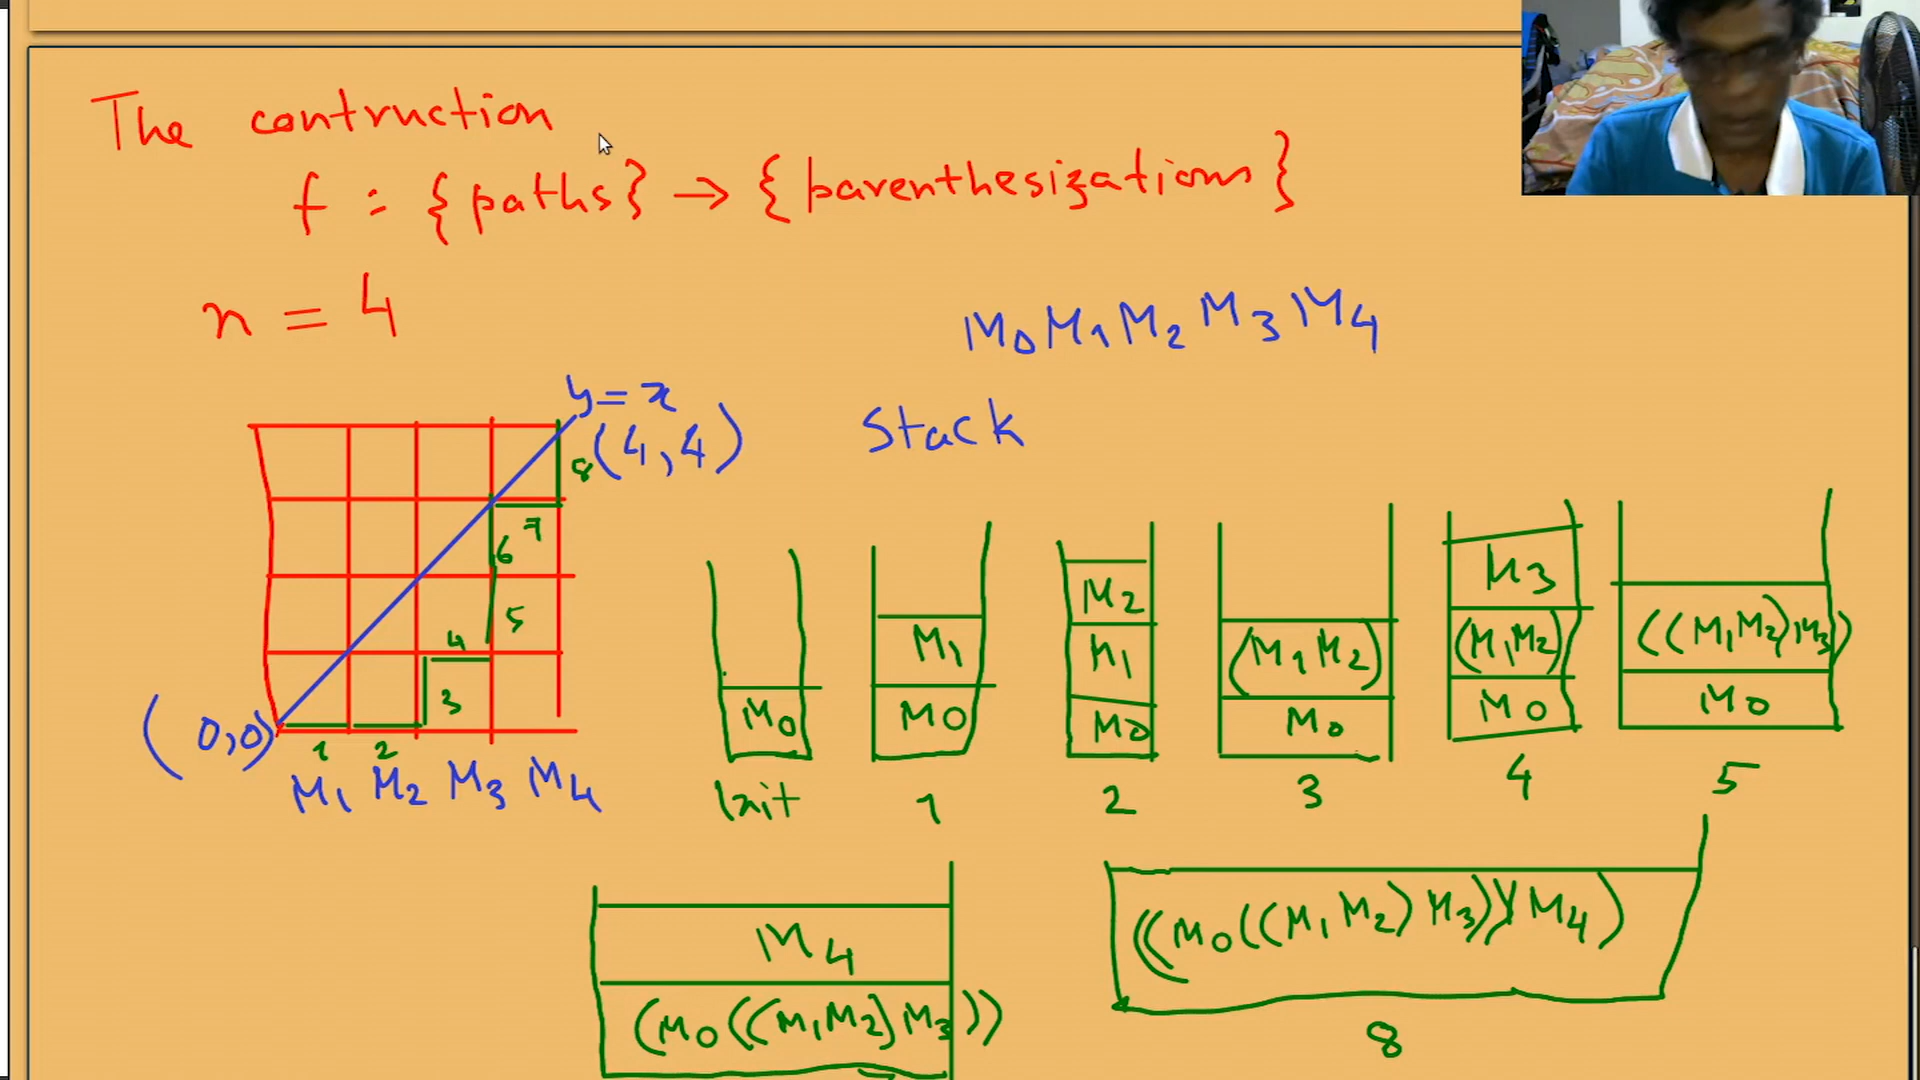 The contruction
f : {paths} → {parenthesizations}
n = 4
M0 M1 M2 M3 M4
y = x
(4,4)
Stack
8
7
6
5
4
3
(0,0)
1 2
M1 M2 M3 M4
M0
Init
M1
M0
1
M2
M1
M0
2
(M1 M2)
M0
3
M3
(M1M2)
M0
4
((M1M2)M3)
M0
5
M4
(M0((M1M2)M3))
((M0((M1M2)M3))M4)
8